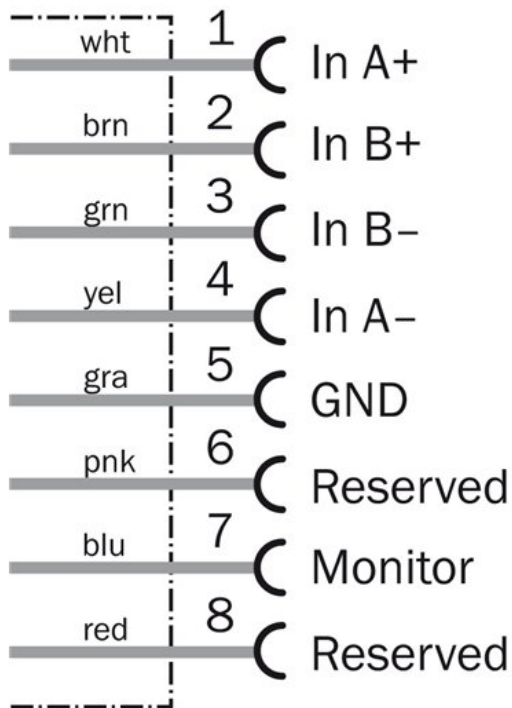 wht 1 In A+
brn 2 In B+
grn 3 In B–
yel 4 In A–
gra 5 GND
pnk 6 Reserved
blu 7 Monitor
red 8 Reserved